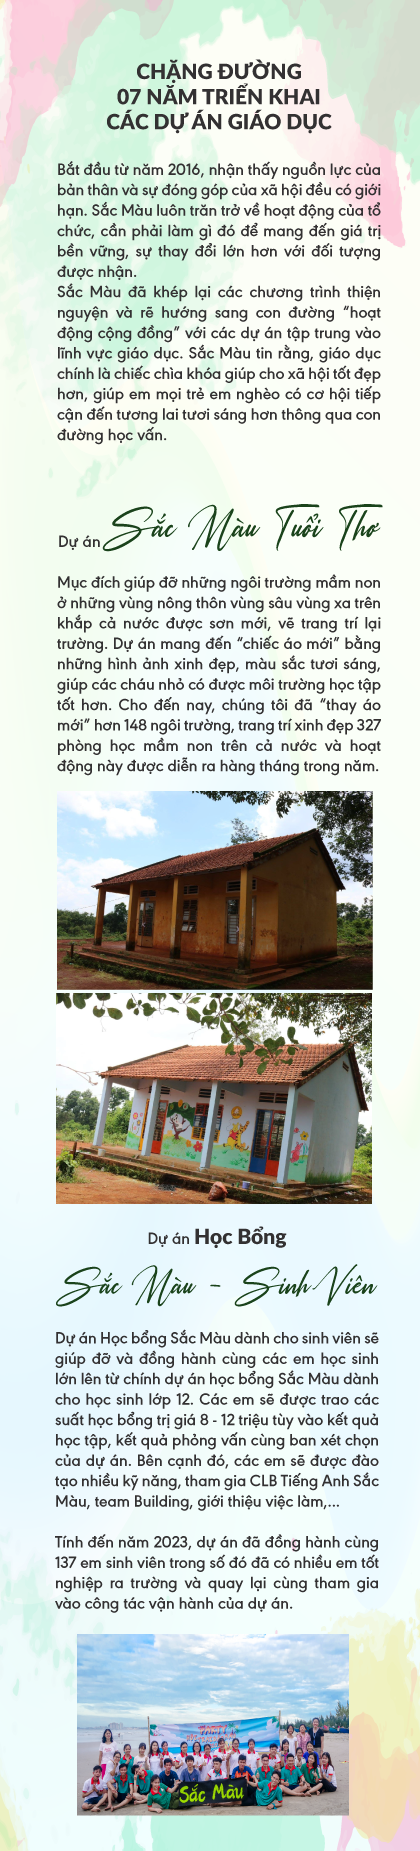 CHẶNG ĐƯỜNG
07 NĂM TRIỂN KHAI
CÁC DỰ ÁN GIÁO DỤC
Bắt đầu từ năm 2016, nhận thấy nguồn lực của
bản thân và sự đóng góp của xã hội đều có giới
hạn. Sắc Màu luôn trăn trở về hoạt động của tổ
chức, cần phải làm gì đó để mang đến giá trị
bền vững, sự thay đổi lớn hơn với đối tượng
được nhận.
Sắc Màu đã khép lại các chương trình thiện
nguyện và rẽ hướng sang con đường "hoạt
động cộng đồng" với các dự án tập trung vào
lĩnh vực giáo dục. Sắc Màu tin rằng, giáo dục
chính là chiếc chìa khóa giúp cho xã hội tốt đẹp
hơn, giúp em mọi trẻ em nghèo có cơ hội tiếp
cận đến tương lai tươi sáng hơn thông qua con
đường học vấn.
Dự án Sắc Màu Tuổi Thơ
Mục đích giúp đỡ những ngôi trường mầm non
ở những vùng nông thôn vùng sâu vùng xa trên
khắp cả nước được sơn mới, vẽ trang trí lại
trường. Dự án mang đến "chiếc áo mới" bằng
những hình ảnh xinh đẹp, màu sắc tươi sáng,
giúp các cháu nhỏ có được môi trường học tập
tốt hơn. Cho đến nay, chúng tôi đã "thay áo
mới" hơn 148 ngôi trường, trang trí xinh đẹp 327
phòng học mầm non trên cả nước và hoạt
động này được diễn ra hàng tháng trong năm.
Dự án Học Bổng
Sắc Màu - Sinh Viên
Dự án Học bổng Sắc Màu dành cho sinh viên sẽ
giúp đỡ và đồng hành cùng các em học sinh
lớn lên từ chính dự án học bổng Sắc Màu dành
cho học sinh lớp 12. Các em sẽ được trao các
suất học bổng trị giá 8 - 12 triệu tùy vào kết quả
học tập, kết quả phỏng vấn cùng ban xét chọn
của dự án. Bên cạnh đó, các em sẽ được đào
tạo nhiều kỹ năng, tham gia CLB Tiếng Anh Sắc
Màu, team Building, giới thiệu việc làm,...
Tính đến năm 2023, dự án đã đồng hành cùng
137 em sinh viên trong số đó đã có nhiều em tốt
nghiệp ra trường và quay lại cùng tham gia
vào công tác vận hành của dự án.
Sắc Màu